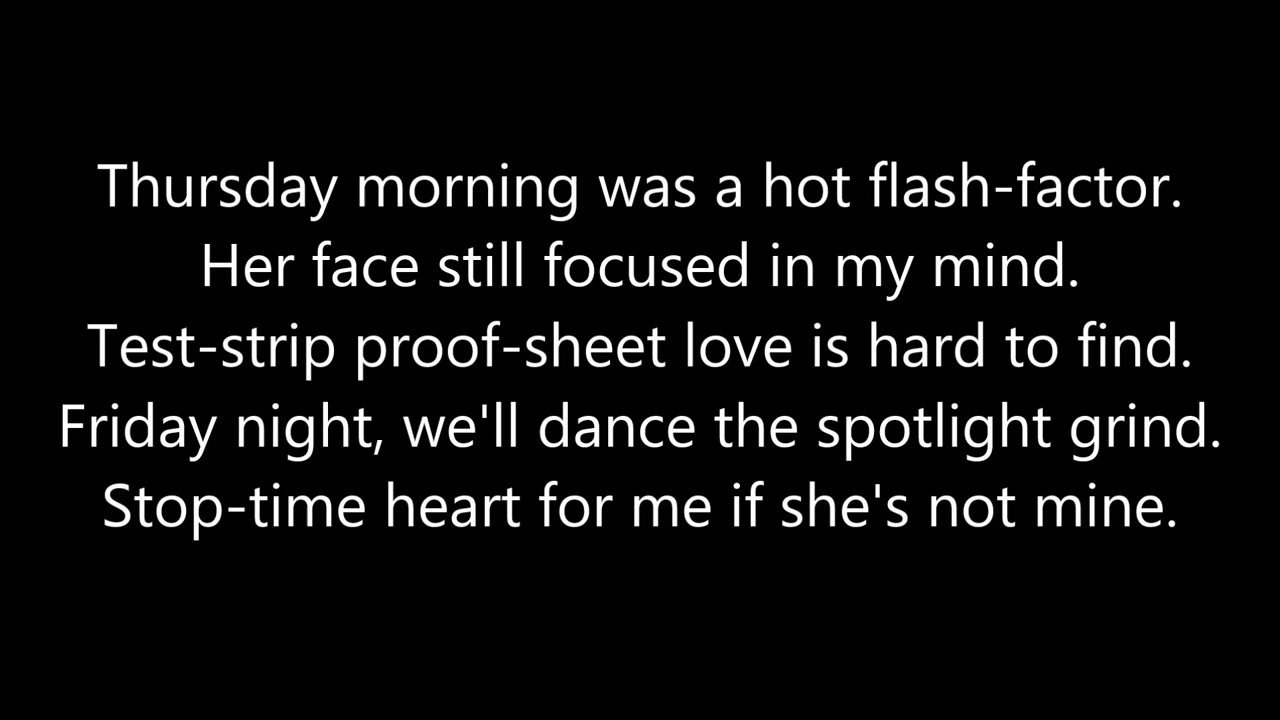 Thursday morning was a hot flash-factor.
Her face still focused in my mind.
Test-strip proof-sheet love is hard to find.
Friday night, we'll dance the spotlight grind.
Stop-time heart for me if she's not mine.